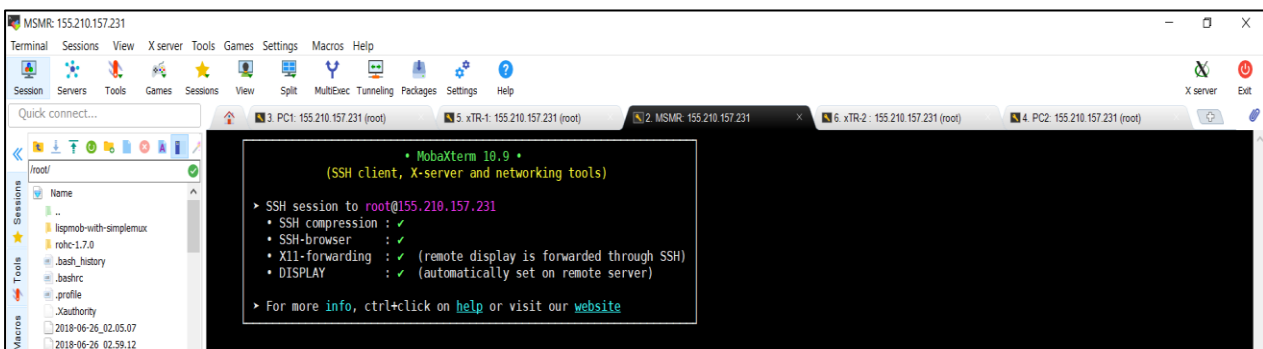 MSMR: 155.210.157.231
Terminal Sessions View X server Tools Games Settings Macros Help
Session Servers Tools Games Sessions View Split MultiExec Tunneling Packages Settings Help X server Exit
Quick connect...
3. PC1: 155.210.157.231 (root) 5. xTR-1: 155.210.157.231 (root) 2. MSMR: 155.210.157.231 6. xTR-2 : 155.210.157.231 (root) 4. PC2: 155.210.157.231 (root)
/root/
Name
..
lispmob-with-simplemux
rohc-1.7.0
.bash_history
.bashrc
.profile
.Xauthority
2018-06-26_02.05.07
2018-06-26_02.59.12
Sessions
Tools
Macros
• MobaXterm 10.9 •
(SSH client, X-server and networking tools)
➤ SSH session to root@155.210.157.231
• SSH compression : ✓
• SSH-browser : ✓
• X11-forwarding : ✓ (remote display is forwarded through SSH)
• DISPLAY : ✓ (automatically set on remote server)
➤ For more info, ctrl+click on help or visit our website